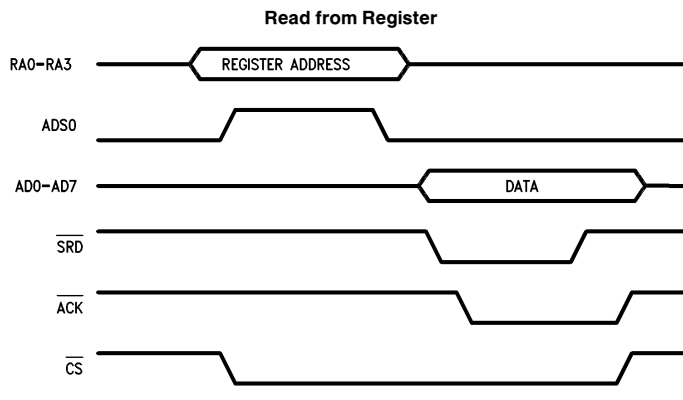 Read from Register
RA0-RA3
REGISTER ADDRESS
ADS0
AD0-AD7
DATA
SRD
ACK
CS